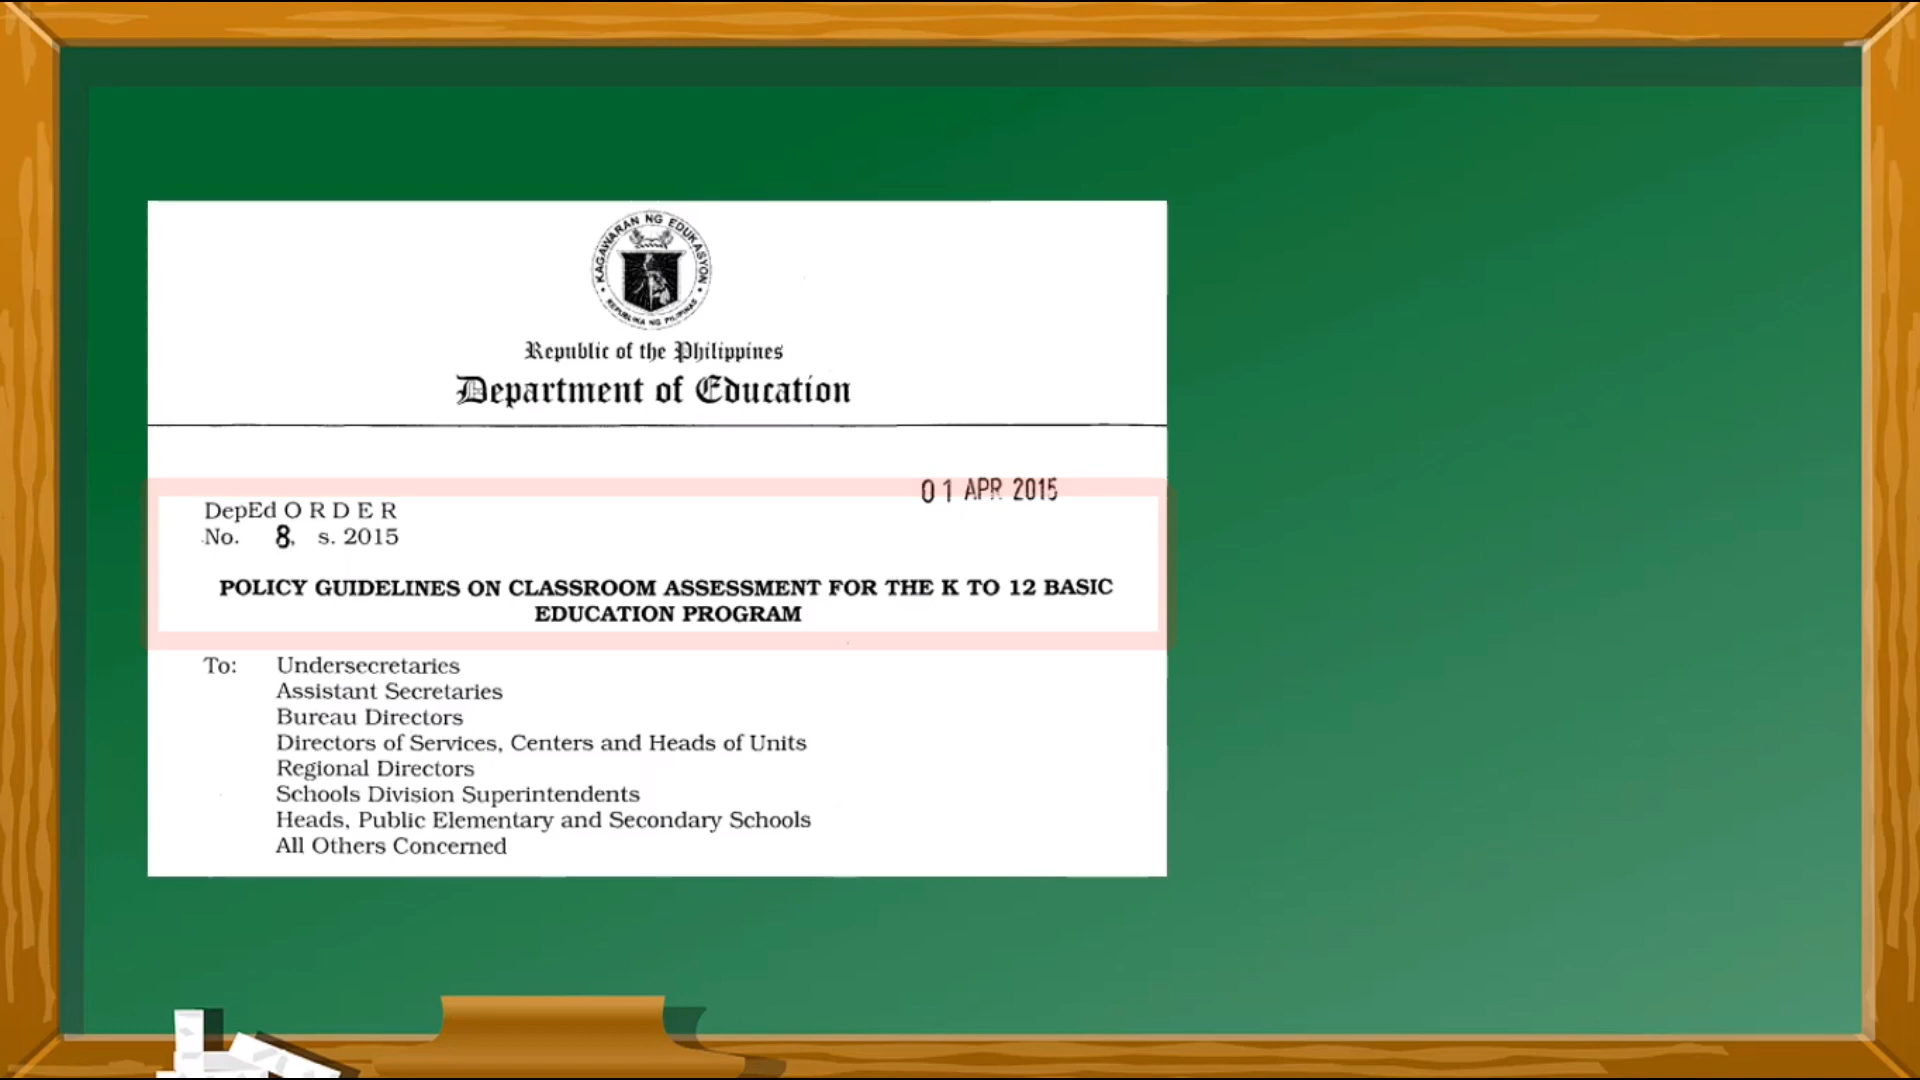 KAGAWARAN NG EDUKASYON
REPUBLIKA NG PILIPINAS
Republic of the Philippines
Department of Education
01 APR 2015
DepEd O R D E R
No. 8, s. 2015
POLICY GUIDELINES ON CLASSROOM ASSESSMENT FOR THE K TO 12 BASIC
EDUCATION PROGRAM
To: Undersecretaries
Assistant Secretaries
Bureau Directors
Directors of Services, Centers and Heads of Units
Regional Directors
Schools Division Superintendents
Heads, Public Elementary and Secondary Schools
All Others Concerned